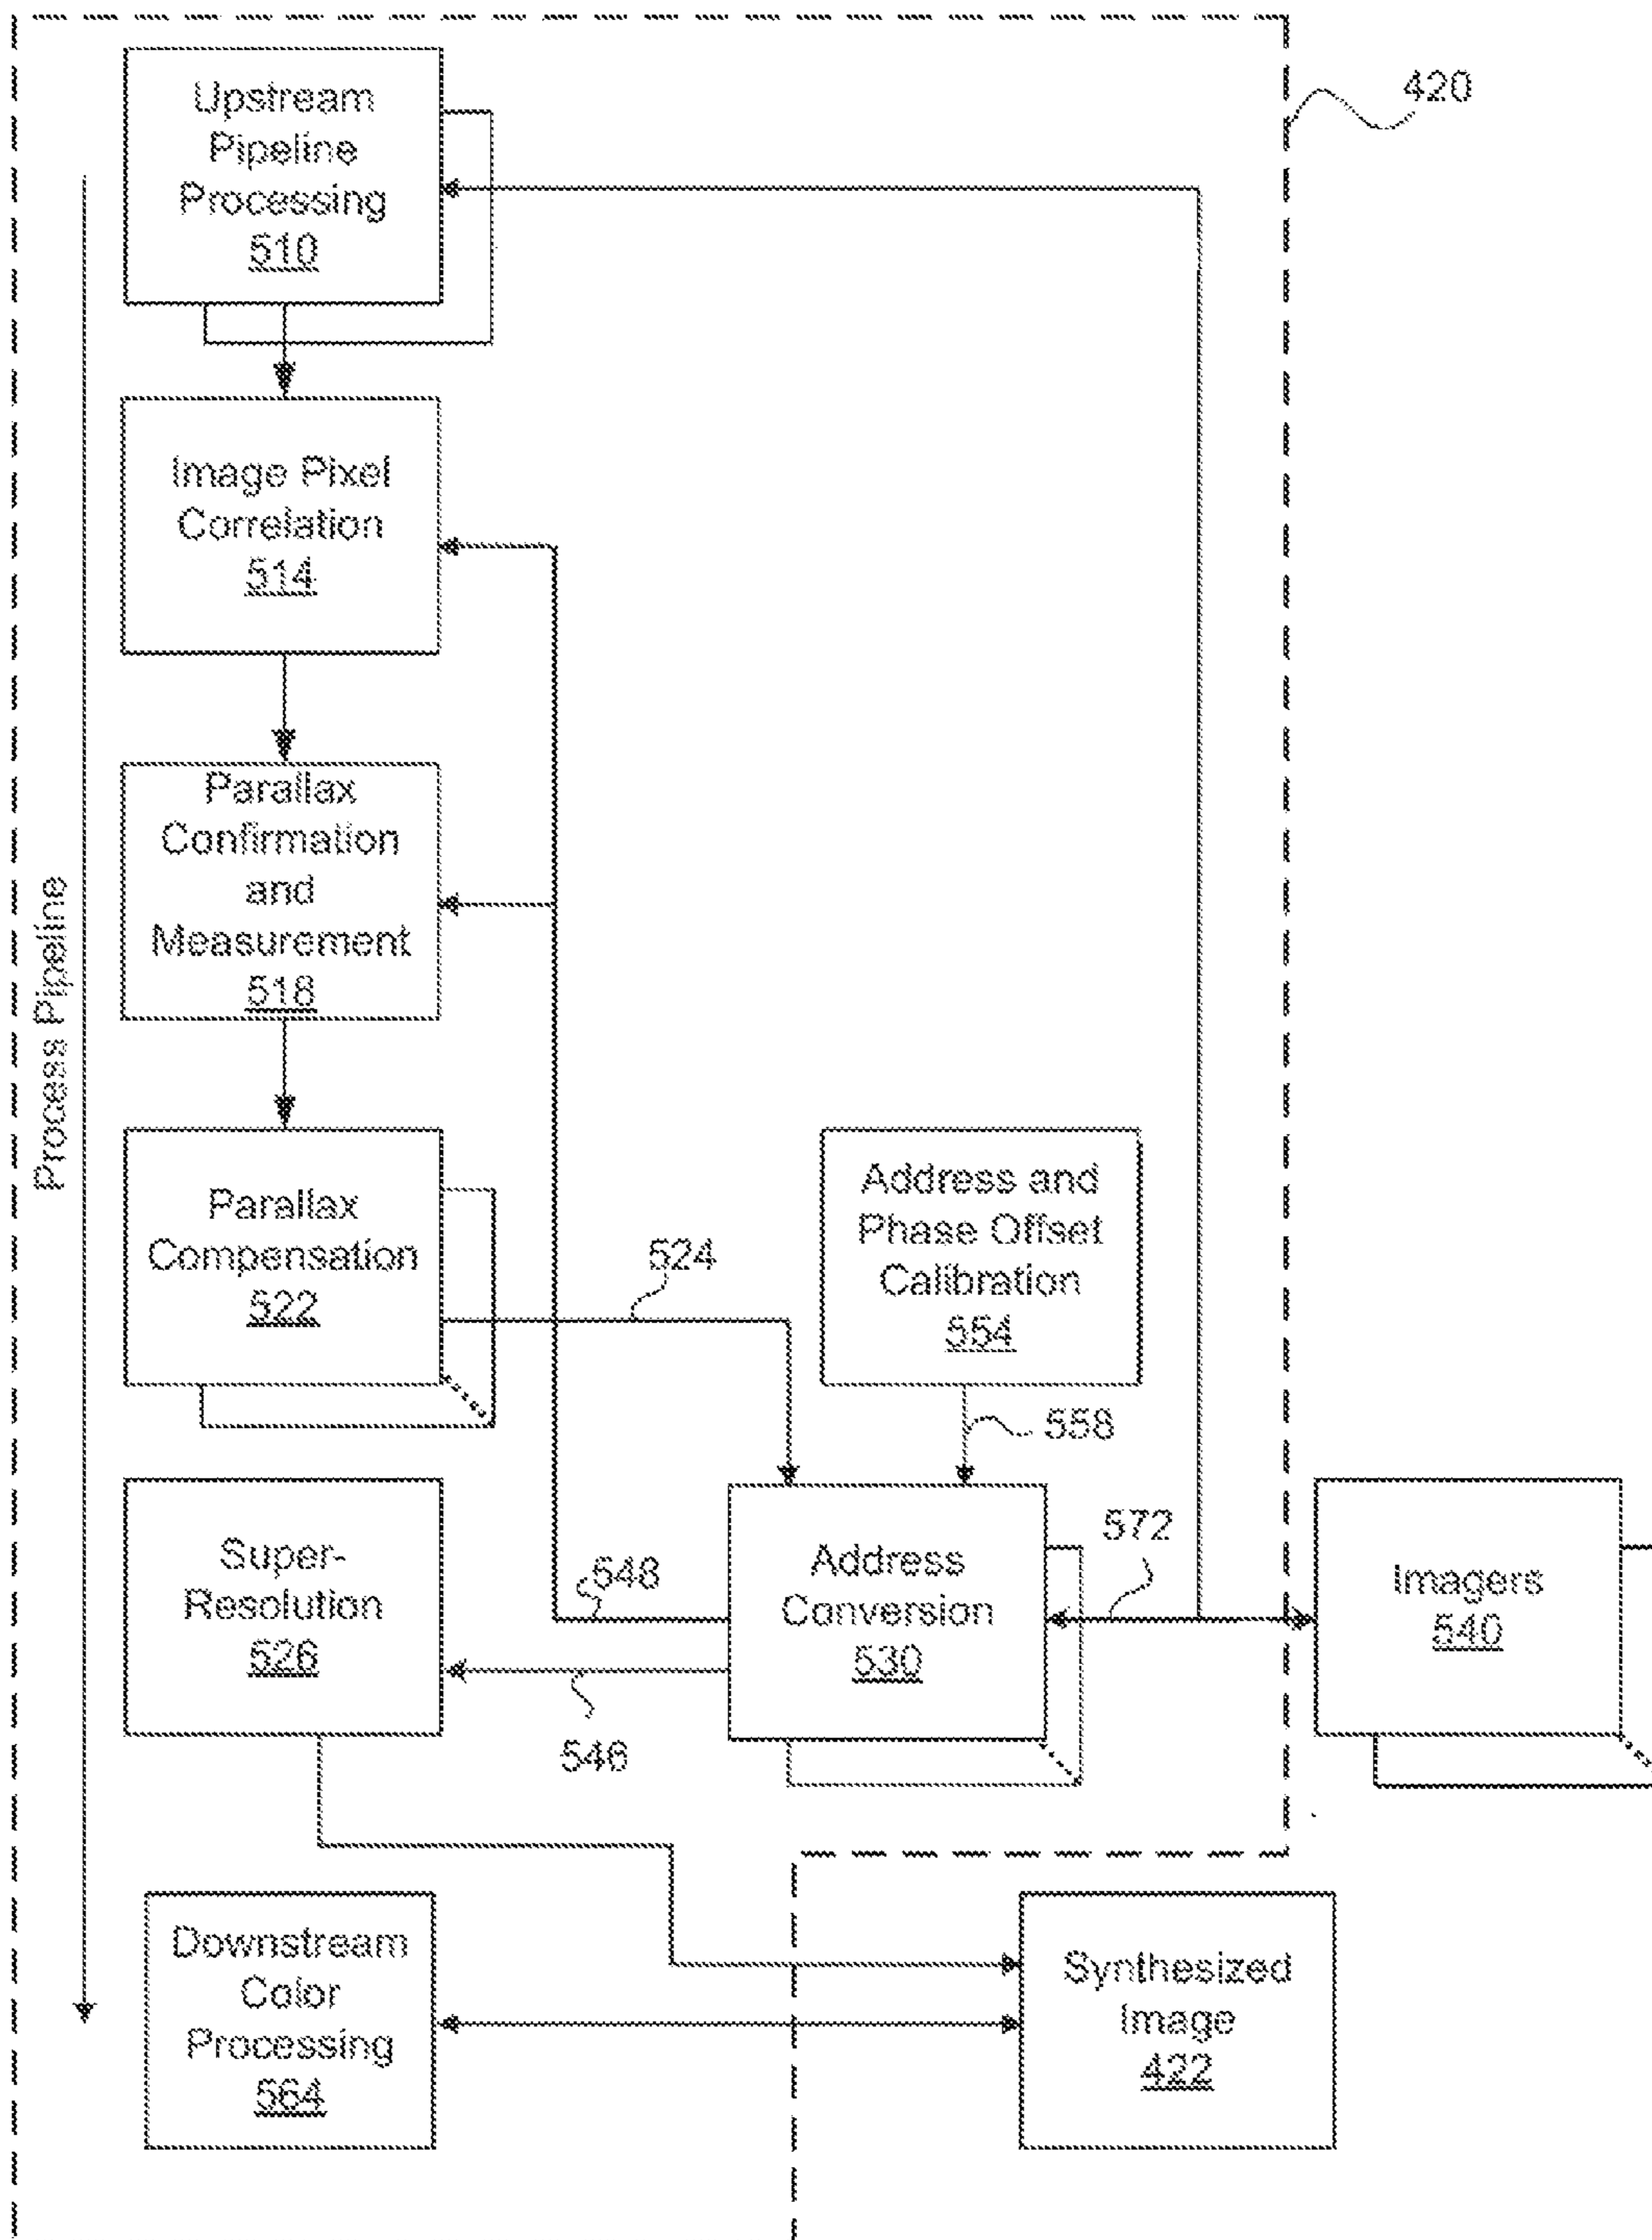 420
Upstream
Pipeline
Processing
510
Image Pixel
Correlation
514
Parallax
Confirmation
and
Measurement
518
Process Pipeline
Parallax
Compensation
522
524
Address and
Phase Offset
Calibration
554
558
Super-
Resolution
526
548
546
Address
Conversion
530
572
Imagers
540
Downstream
Color
Processing
564
Synthesized
Image
422